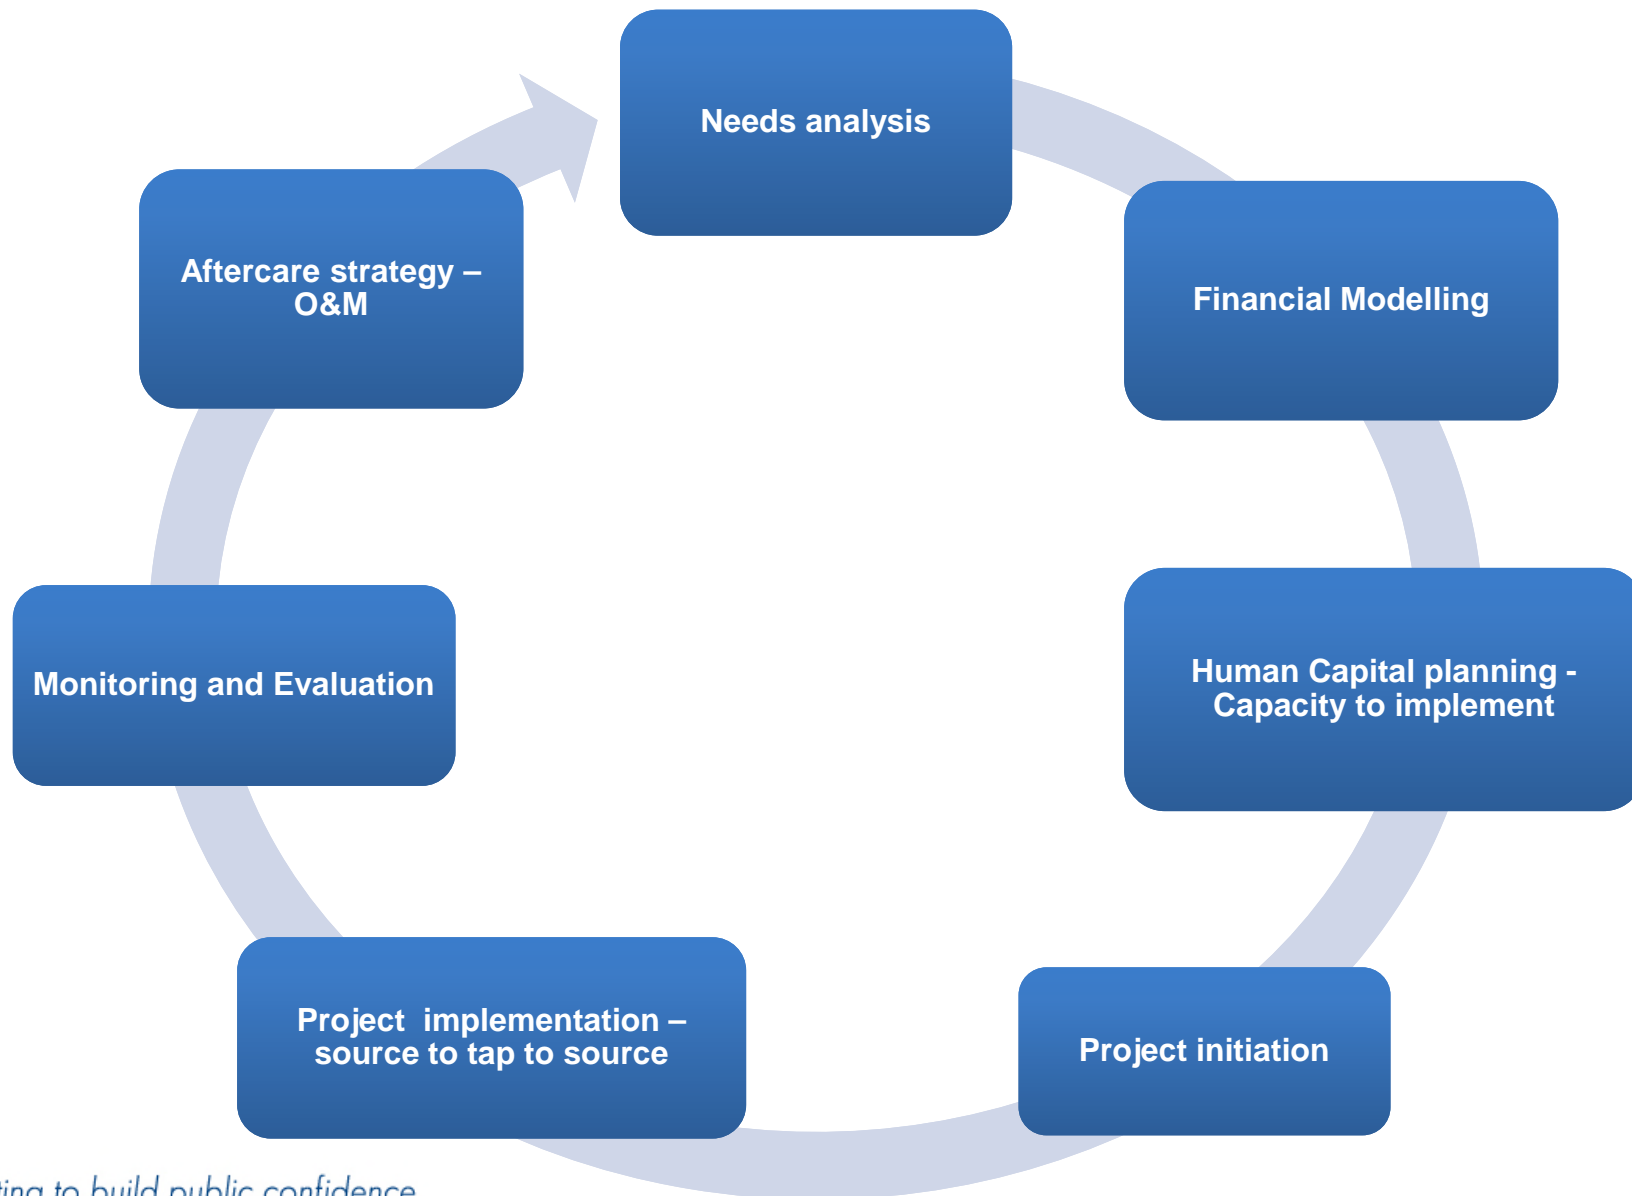 Needs analysis
Financial Modelling
Human Capital planning -
Capacity to implement
Project initiation
Project  implementation –
source to tap to source
Monitoring and Evaluation
Aftercare strategy –
O&M
to build public confidence